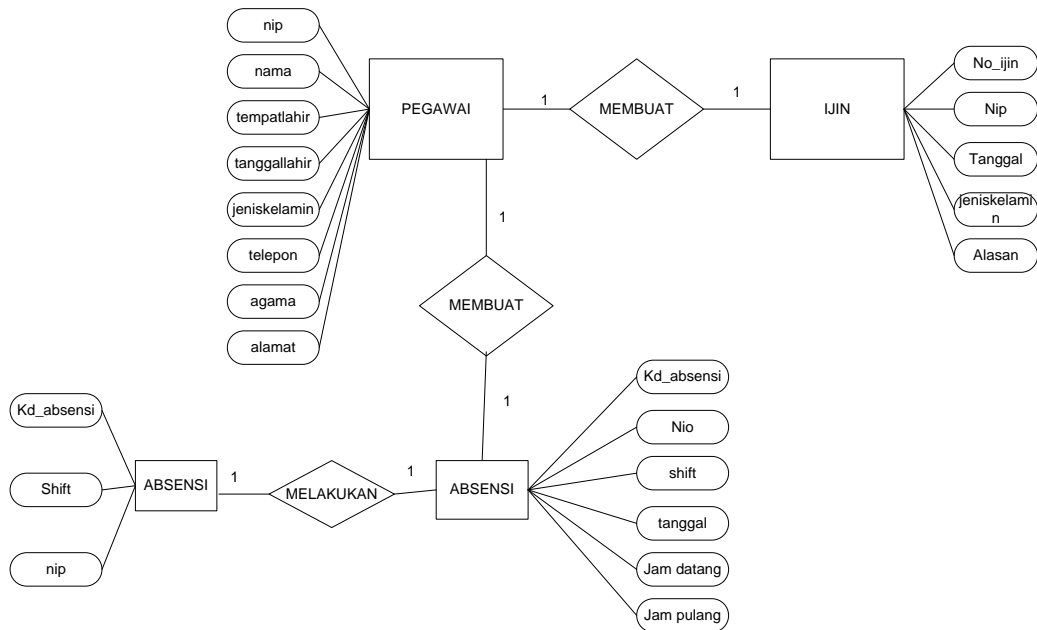 nip
nama
tempatlahir
tanggallahir
jeniskelamin
telepon
agama
alamat
PEGAWAI
1
MEMBUAT
1
IJIN
No_ijin
Nip
Tanggal
jeniskelami
n
Alasan
1
MEMBUAT
1
Kd_absensi
Shift
nip
ABSENSI
1
MELAKUKAN
1
ABSENSI
Kd_absensi
Nio
shift
tanggal
Jam datang
Jam pulang